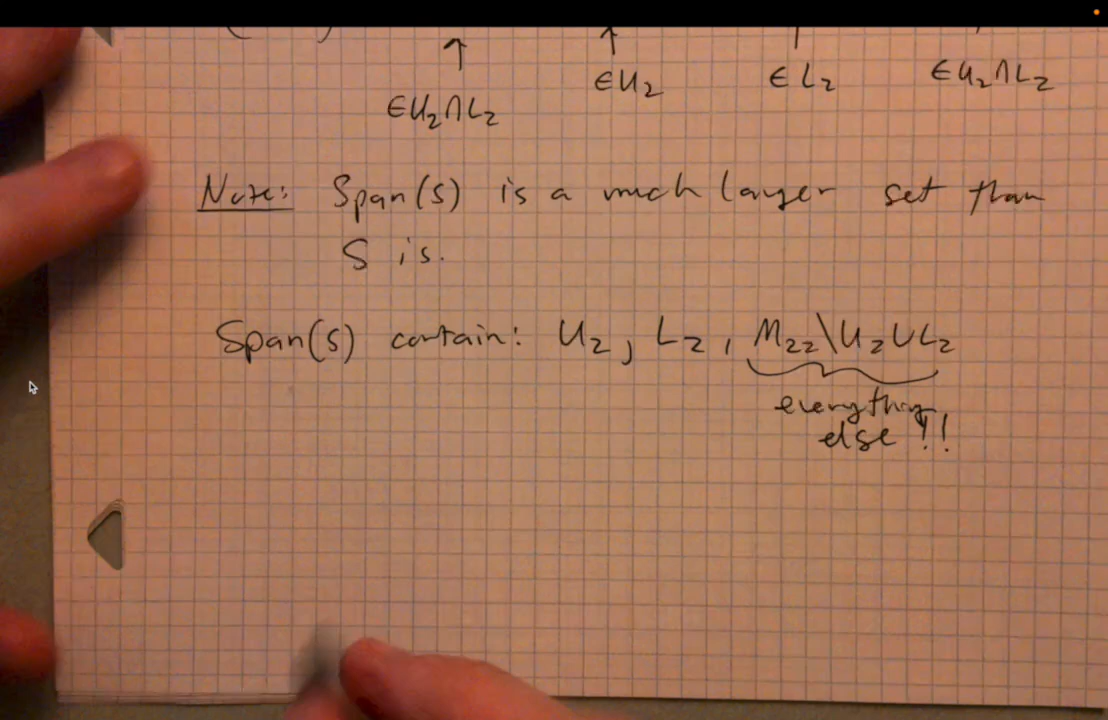 ∈U₂ ∈L₂ ∈U₂∩L₂
∈U₂∩L₂
Note: Span(S) is a much larger set than
S is.
Span(S) contain: U₂, L₂, M₂₂\U₂∪L₂
everything
else !!